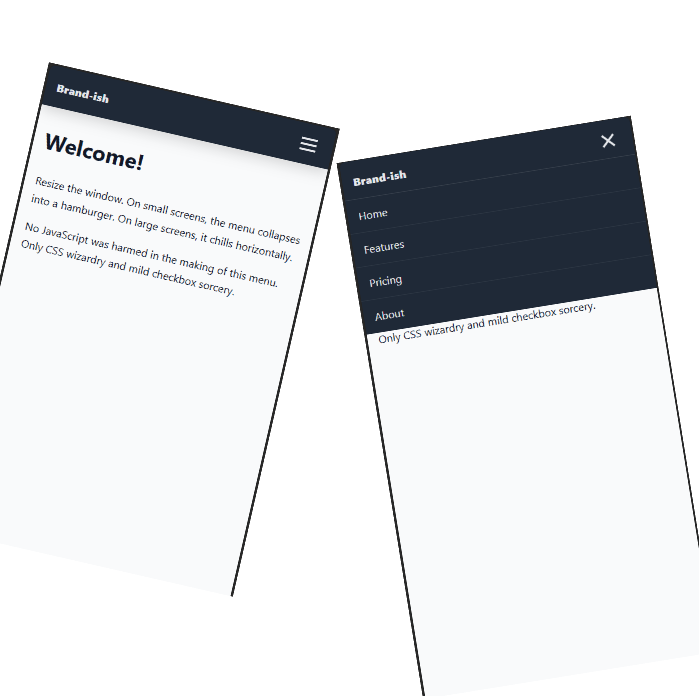 Brand-ish
Welcome!
Resize the window. On small screens, the menu collapses
into a hamburger. On large screens, it chills horizontally.
No JavaScript was harmed in the making of this menu.
Only CSS wizardry and mild checkbox sorcery.
Brand-ish
Home
Features
Pricing
About
Only CSS wizardry and mild checkbox sorcery.